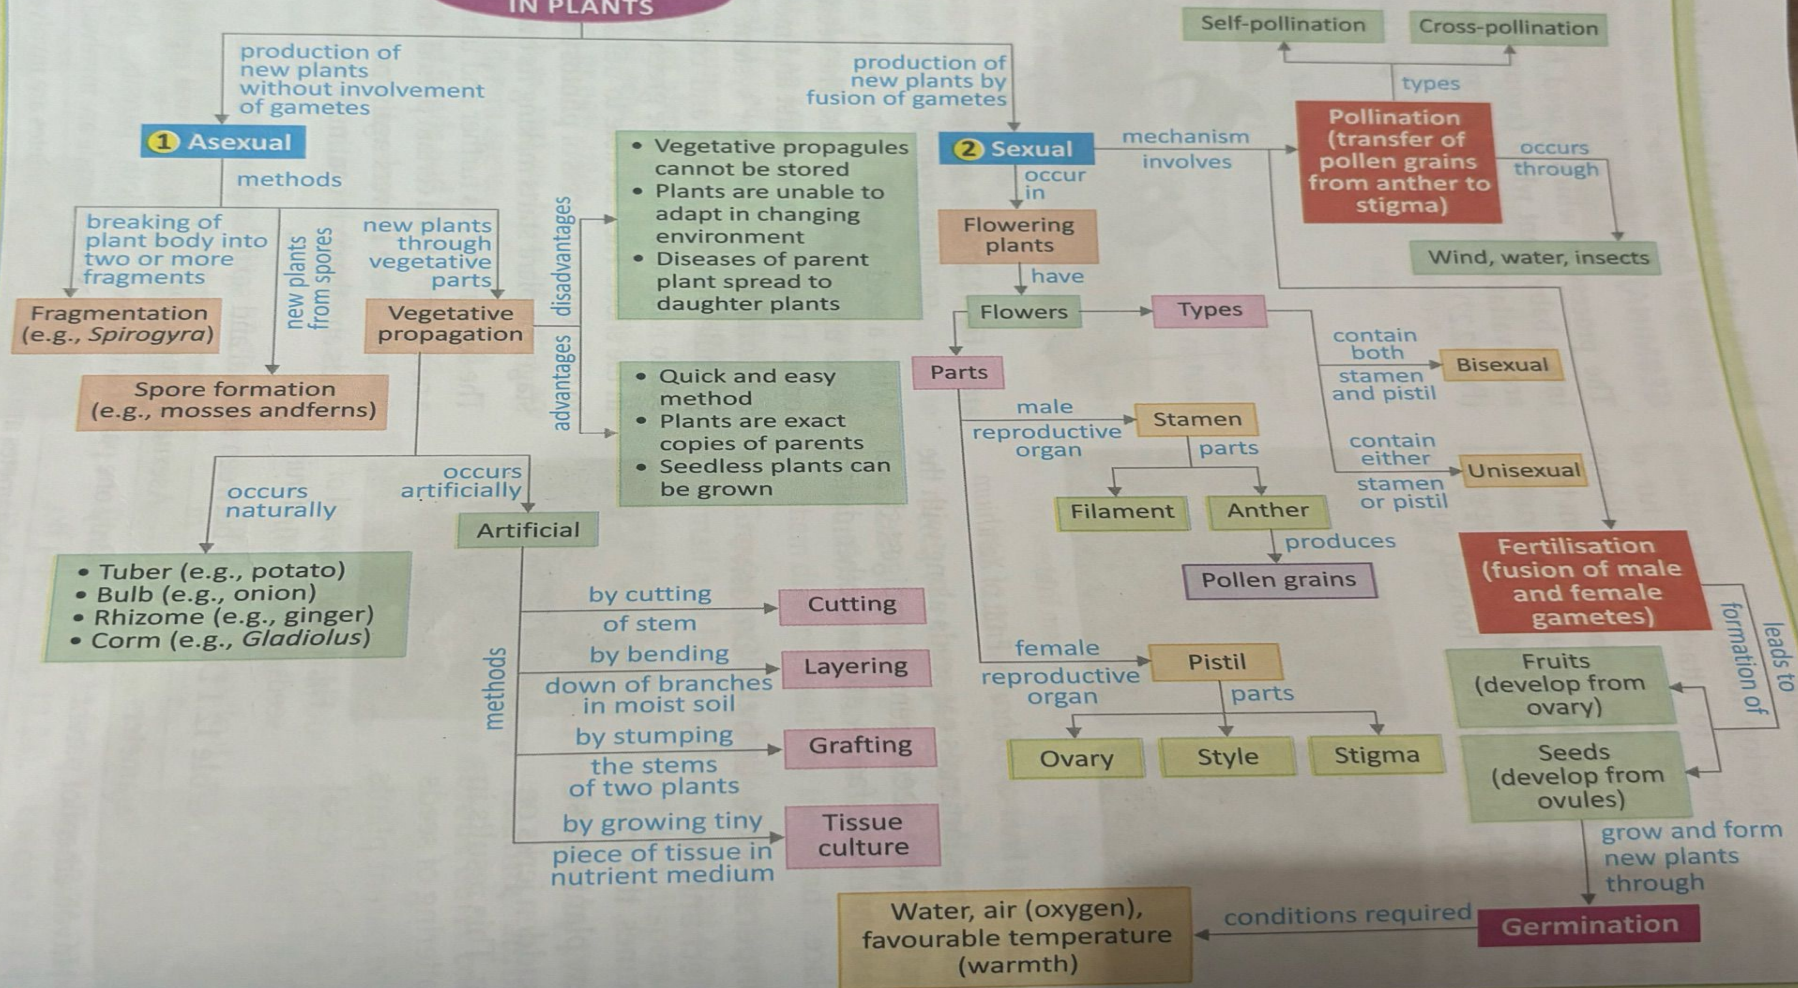 IN PLANTS
production of
new plants
without involvement
of gametes
1 Asexual
methods
breaking of
plant body into
two or more
fragments
Fragmentation
(e.g., Spirogyra)
new plants
from spores
Spore formation
(e.g., mosses andferns)
new plants
through
vegetative
parts
Vegetative
propagation
disadvantages
• Vegetative propagules
cannot be stored
• Plants are unable to
adapt in changing
environment
• Diseases of parent
plant spread to
daughter plants
advantages
• Quick and easy
method
• Plants are exact
copies of parents
• Seedless plants can
be grown
occurs
naturally
• Tuber (e.g., potato)
• Bulb (e.g., onion)
• Rhizome (e.g., ginger)
• Corm (e.g., Gladiolus)
occurs
artificially
Artificial
methods
by cutting
of stem
Cutting
by bending
down of branches
in moist soil
Layering
by stumping
the stems
of two plants
Grafting
by growing tiny
piece of tissue in
nutrient medium
Tissue
culture
production of
new plants by
fusion of gametes
2 Sexual
occur
in
Flowering
plants
have
Flowers
Types
contain
both
stamen
and pistil
Bisexual
contain
either
stamen
or pistil
Unisexual
Parts
male
reproductive
organ
Stamen
parts
Filament
Anther
produces
Pollen grains
female
reproductive
organ
Pistil
parts
Ovary
Style
Stigma
mechanism
involves
Pollination
(transfer of
pollen grains
from anther to
stigma)
types
Self-pollination
Cross-pollination
occurs
through
Wind, water, insects
Fertilisation
(fusion of male
and female
gametes)
leads to
formation of
Fruits
(develop from
ovary)
Seeds
(develop from
ovules)
grow and form
new plants
through
Germination
conditions required
Water, air (oxygen),
favourable temperature
(warmth)